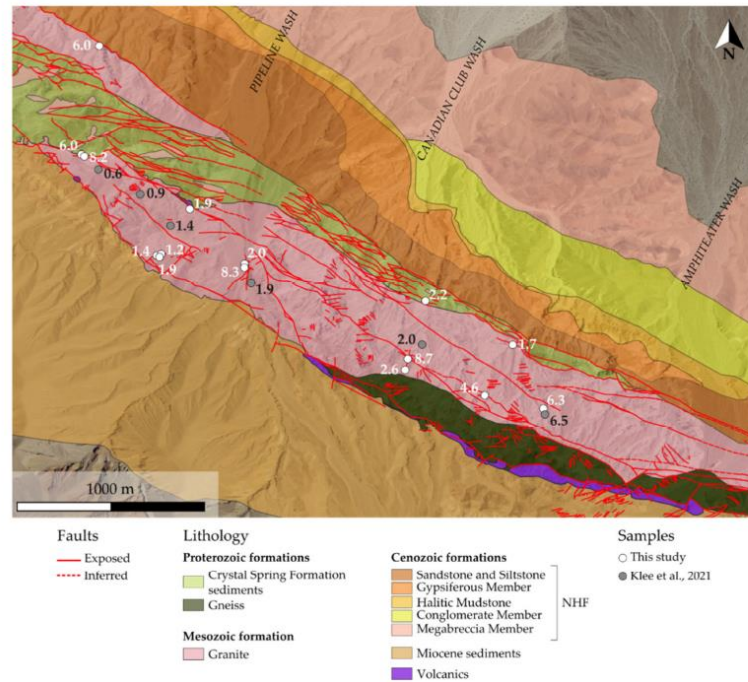 6.0
PIPELINE WASH
CANADIAN CLUB WASH
N
6.0
8.2
0.6
0.9
1.9
1.4
AMPHITEATER WASH
1.4
1.2
1.9
2.0
8.3
1.9
2.2
2.0
1.7
8.7
2.6
4.6
6.3
6.5
1000 m
Faults
Exposed
Inferred
Lithology
Proterozoic formations
Crystal Spring Formation
sediments
Gneiss
Mesozoic formation
Granite
Cenozoic formations
Sandstone and Siltstone
Gypsiferous Member
Halitic Mudstone
Conglomerate Member
Megabreccia Member
NHF
Miocene sediments
Volcanics
Samples
This study
Klee et al., 2021